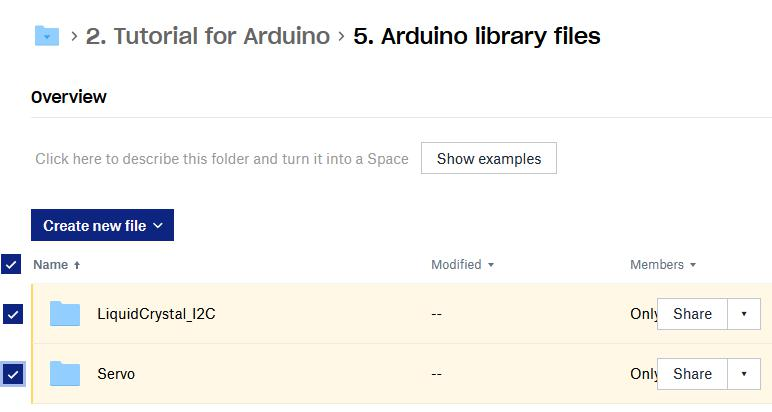 > 2. Tutorial for Arduino > 5. Arduino library files
Overview
Click here to describe this folder and turn it into a Space Show examples
Create new file
Name Modified Members
LiquidCrystal_I2C -- Only Share
Servo -- Only Share